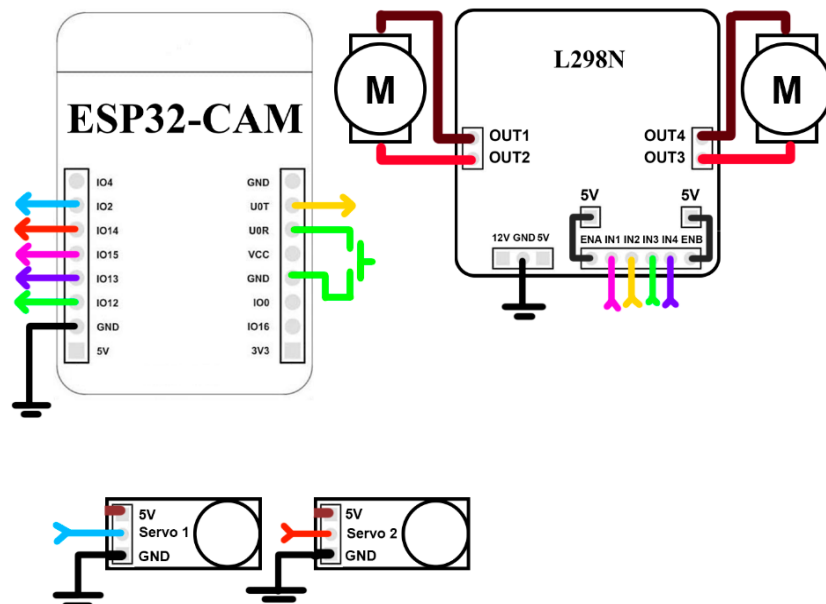 ESP32-CAM
IO4
IO2
IO14
IO15
IO13
IO12
GND
5V
GND
U0T
U0R
VCC
GND
IO0
IO16
3V3
M
L298N
M
OUT1
OUT2
OUT4
OUT3
5V
5V
12V GND 5V
ENA IN1 IN2 IN3 IN4 ENB
5V
Servo 1
GND
5V
Servo 2
GND